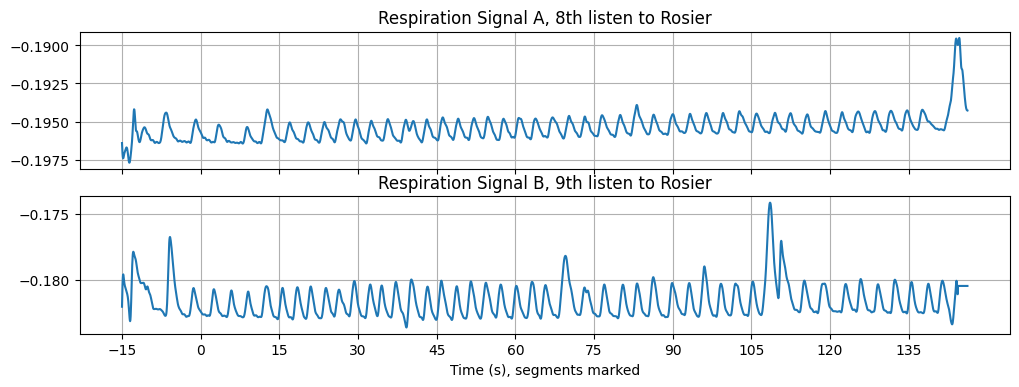 Respiration Signal A, 8th listen to Rosier
−0.1900
−0.1925
−0.1950
−0.1975
Respiration Signal B, 9th listen to Rosier
−0.175
−0.180
−15 0 15 30 45 60 75 90 105 120 135
Time (s), segments marked